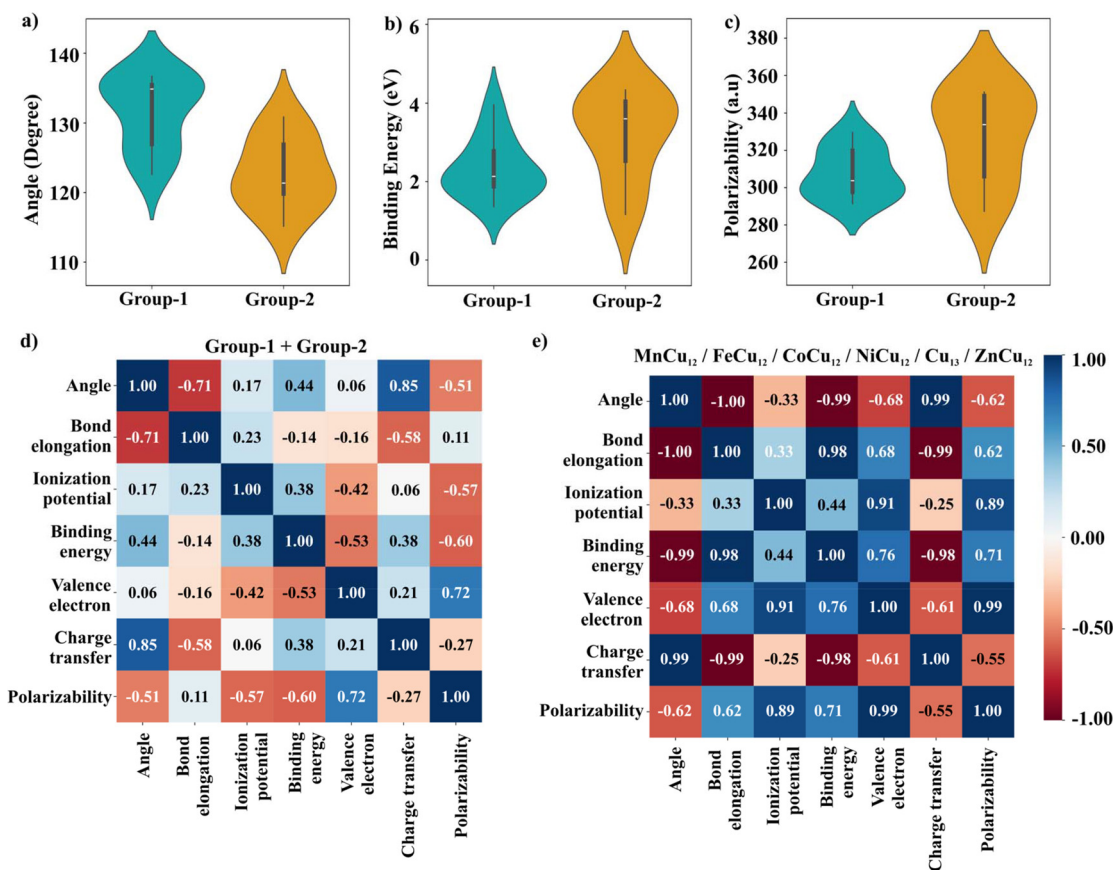 a)
Angle (Degree)
140
130
120
110
Group-1
Group-2
b)
Binding Energy (eV)
6
4
2
0
Group-1
Group-2
c)
Polarizability (a.u)
380
360
340
320
300
280
260
Group-1
Group-2
d)
Group-1 + Group-2
Angle 1.00 -0.71 0.17 0.44 0.06 0.85 -0.51
Bond
elongation -0.71 1.00 0.23 -0.14 -0.16 -0.58 0.11
Ionization
potential 0.17 0.23 1.00 0.38 -0.42 0.06 -0.57
Binding
energy 0.44 -0.14 0.38 1.00 -0.53 0.38 -0.60
Valence
electron 0.06 -0.16 -0.42 -0.53 1.00 0.21 0.72
Charge
transfer 0.85 -0.58 0.06 0.38 0.21 1.00 -0.27
Polarizability -0.51 0.11 -0.57 -0.60 0.72 -0.27 1.00
Angle
Bond
elongation
Ionization
potential
Binding
energy
Valence
electron
Charge transfer
Polarizability
e)
MnCu₁₂ / FeCu₁₂ / CoCu₁₂ / NiCu₁₂ / Cu₁₃ / ZnCu₁₂
Angle 1.00 -1.00 -0.33 -0.99 -0.68 0.99 -0.62
Bond
elongation -1.00 1.00 0.33 0.98 0.68 -0.99 0.62
Ionization
potential -0.33 0.33 1.00 0.44 0.91 -0.25 0.89
Binding
energy -0.99 0.98 0.44 1.00 0.76 -0.98 0.71
Valence
electron -0.68 0.68 0.91 0.76 1.00 -0.61 0.99
Charge
transfer 0.99 -0.99 -0.25 -0.98 -0.61 1.00 -0.55
Polarizability -0.62 0.62 0.89 0.71 0.99 -0.55 1.00
Angle
Bond
elongation
Ionization
potential
Binding
energy
Valence
electron
Charge transfer
Polarizability
1.00
0.50
0.00
-0.50
-1.00